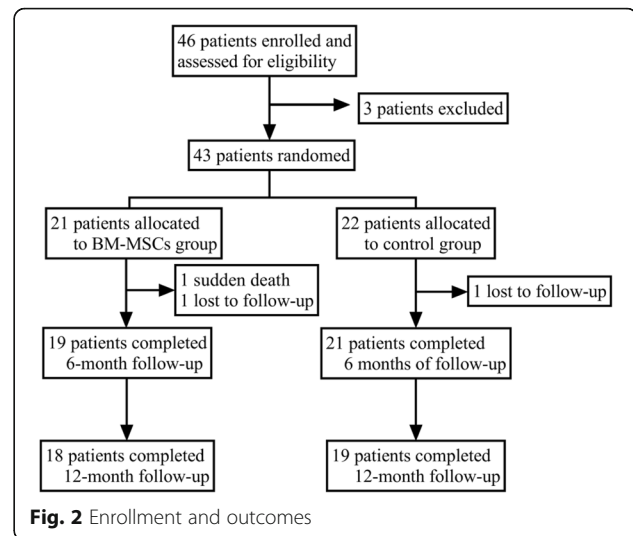 46 patients enrolled and
assessed for eligibility
3 patients excluded
43 patients randomed
21 patients allocated
to BM-MSCs group
22 patients allocated
to control group
1 sudden death
1 lost to follow-up
1 lost to follow-up
19 patients completed
6-month follow-up
21 patients completed
6 months of follow-up
18 patients completed
12-month follow-up
19 patients completed
12-month follow-up
Fig. 2 Enrollment and outcomes